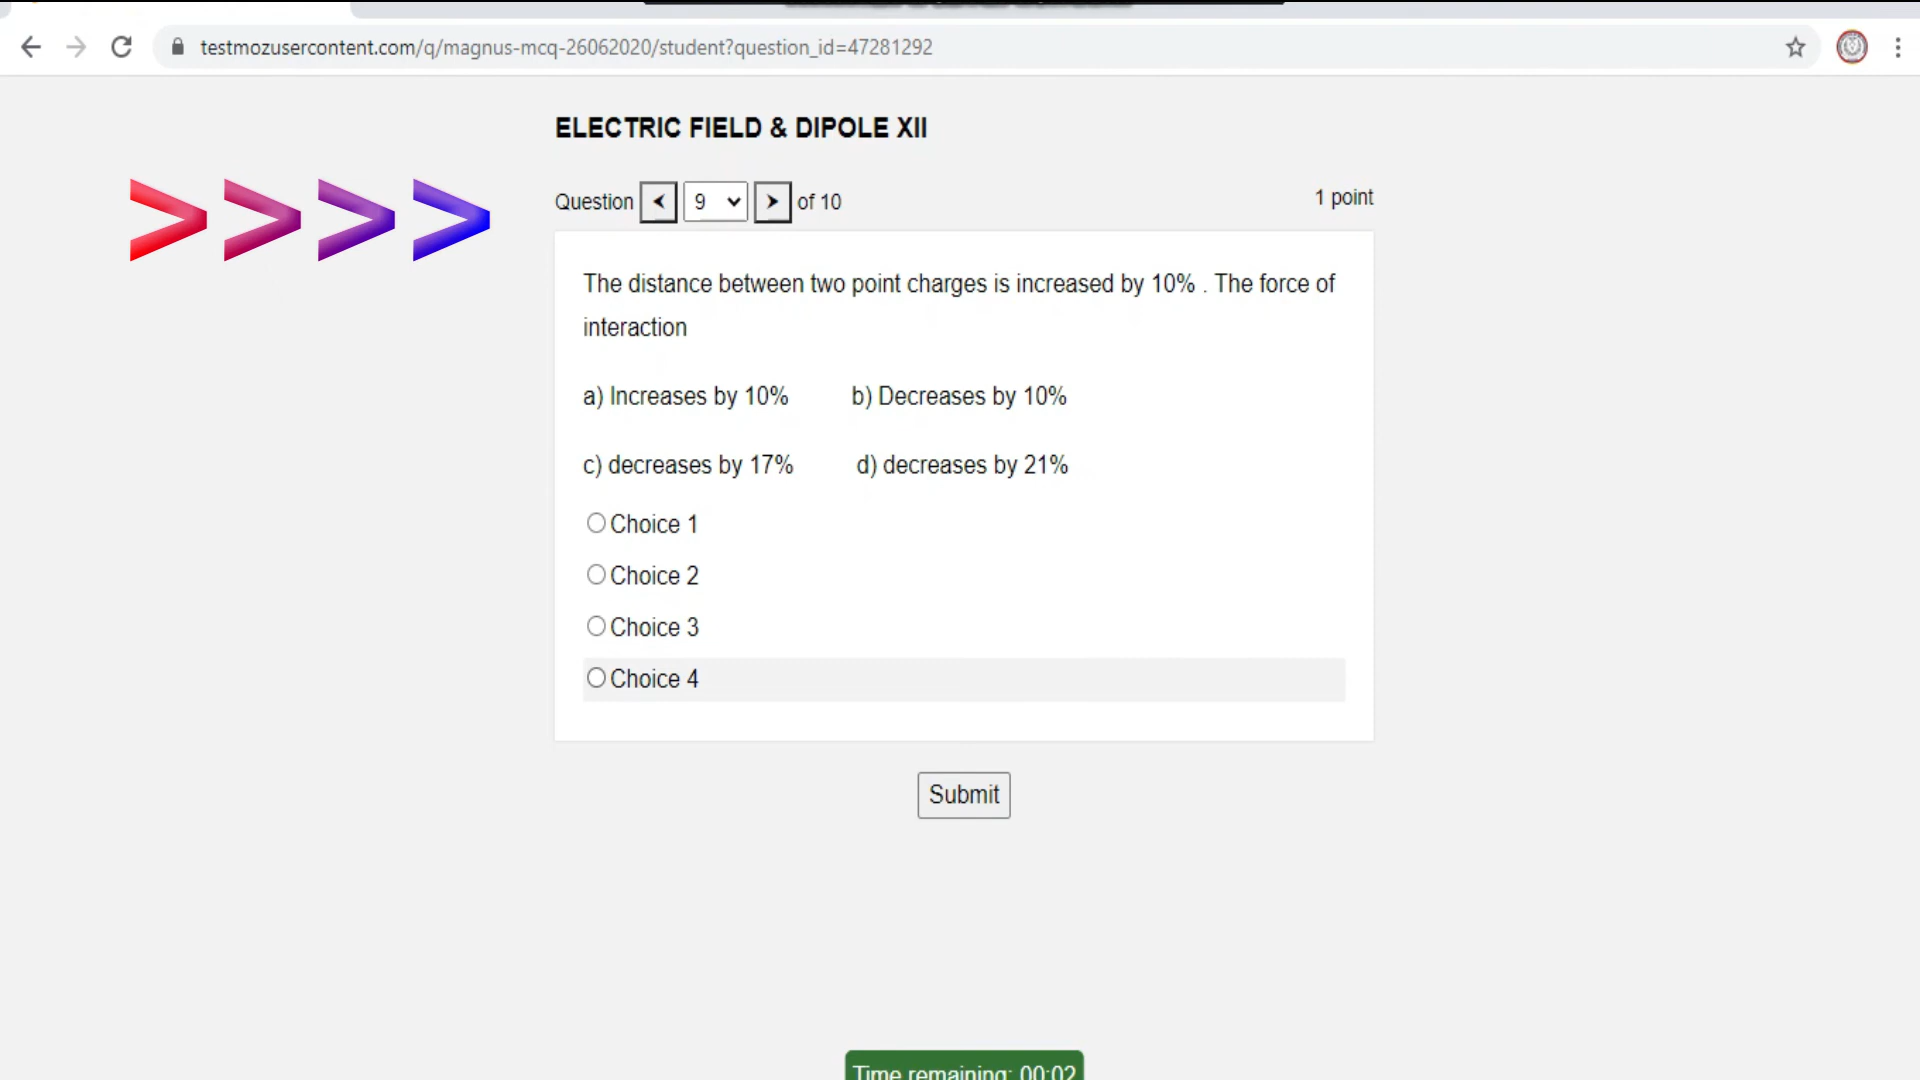 testmozusercontent.com/q/magnus-mcq-26062020/student?question_id=47281292
ELECTRIC FIELD & DIPOLE XII
> > > >
Question < 9 > of 10 1 point
The distance between two point charges is increased by 10% . The force of
interaction
a) Increases by 10% b) Decreases by 10%
c) decreases by 17% d) decreases by 21%
Choice 1
Choice 2
Choice 3
Choice 4
Submit
Time remaining: 00:02